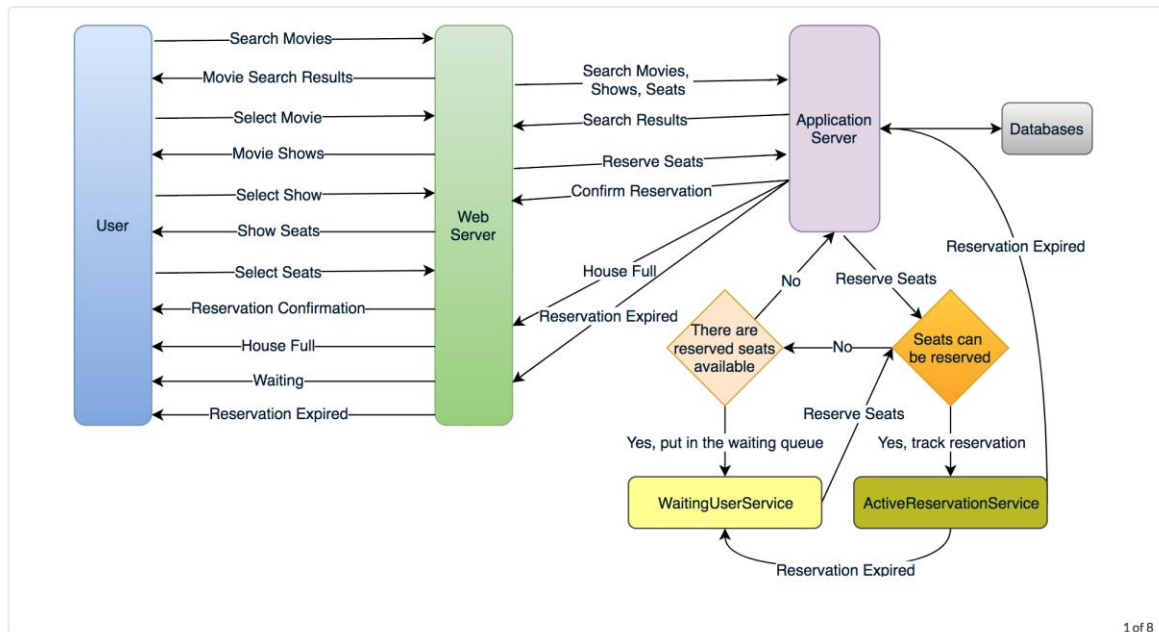 Search Movies
Movie Search Results
Select Movie
Movie Shows
Select Show
Show Seats
Select Seats
Reservation Confirmation
House Full
Waiting
Reservation Expired
User
Web
Server
Search Movies,
Shows, Seats
Search Results
Reserve Seats
Confirm Reservation
House Full
Reservation Expired
Application
Server
Databases
Reservation Expired
No
Reserve Seats
There are
reserved seats
available
No
Seats can
be reserved
Reserve Seats
Yes, put in the waiting queue
Yes, track reservation
WaitingUserService
ActiveReservationService
Reservation Expired
1 of 8